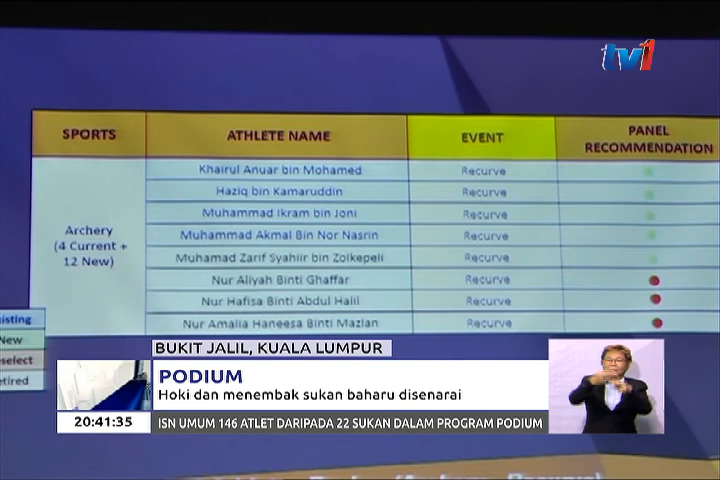 tv1
SPORTS ATHLETE NAME EVENT PANEL RECOMMENDATION
Khairul Anuar bin Mohamed Recurve
Haziq bin Kamaruddin Recurve
Muhammad Ikram bin Joni Recurve
Archery (4 Current + 12 New)
Muhammad Akmal Bin Nor Nasrin Recurve
Muhamad Zarif Syahiir bin Zolkepeli Recurve
Nur Aliyah Binti Ghaffar Recurve
Nur Hafisa Binti Abdul Halil Recurve
Nur Amalia Haneesa Binti Mazlan Recurve
New
BUKIT JALIL, KUALA LUMPUR
PODIUM
Hoki dan menembak sukan baharu disenarai
20:41:35 ISN UMUM 146 ATLET DARIPADA 22 SUKAN DALAM PROGRAM PODIUM